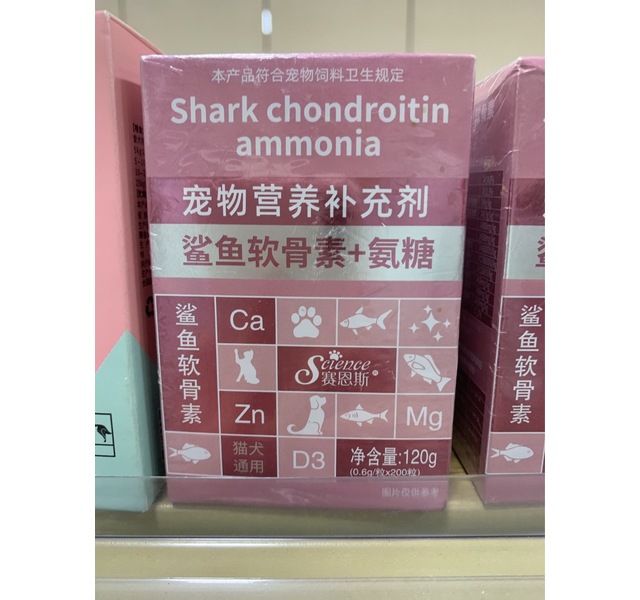 本产品符合宠物饲料卫生规定
Shark chondroitin
ammonia
宠物营养补充剂
鲨鱼软骨素+氨糖
鲨鱼软骨素
Ca
Science
赛恩斯
Zn
Mg
猫犬
通用
D3
净含量:120g
(0.6g/粒x200粒)
图片仅供参考
鲨鱼软骨素